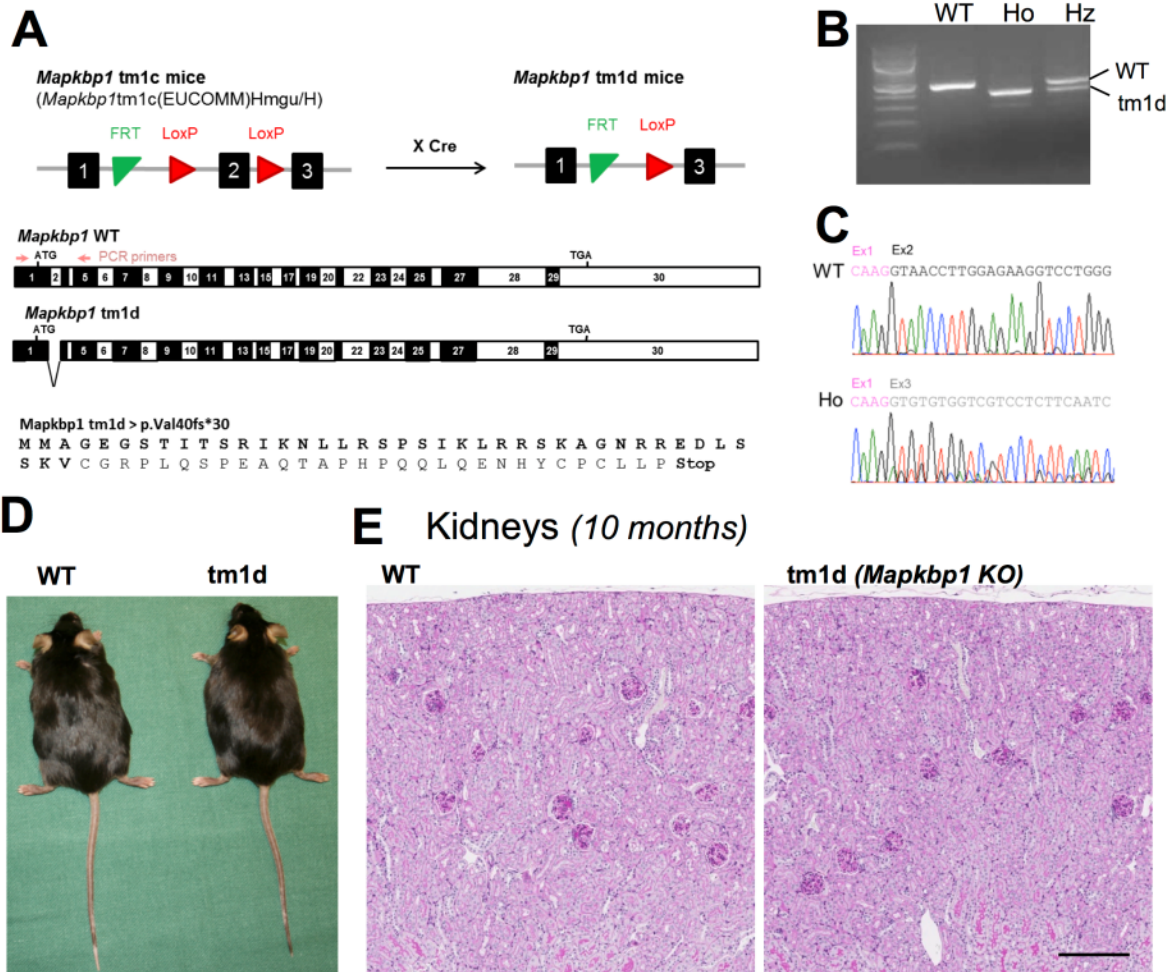 A
Mapkbp1 tm1c mice
(Mapkbp1tm1c(EUCOMM)Hmgu/H)
FRT LoxP LoxP
1 2 3
X Cre
Mapkbp1 tm1d mice
FRT LoxP
1 3
Mapkbp1 WT
ATG PCR primers TGA
1 2 5 6 7 8 9 10 11 13 15 17 19 20 22 23 24 25 27 28 29 30
Mapkbp1 tm1d
ATG TGA
1 5 6 7 8 9 10 11 13 15 17 19 20 22 23 24 25 27 28 29 30
Mapkbp1 tm1d > p.Val40fs*30
M M A G E G S T I T S R I K N L L R S P S I K L R R S K A G N R R E D L S
S K V C G R P L Q S P E A Q T A P H P Q Q L Q E N H Y C P C L L P Stop
B
WT Ho Hz
WT
tm1d
C
Ex1 Ex2
WT CAAGGTAACCTTGGAGAAGGTCCTGGG
Ex1 Ex3
Ho CAAGGTGTGTGGTCGTCCTCTTCAATC
D
WT tm1d
E Kidneys (10 months)
WT
tm1d (Mapkbp1 KO)